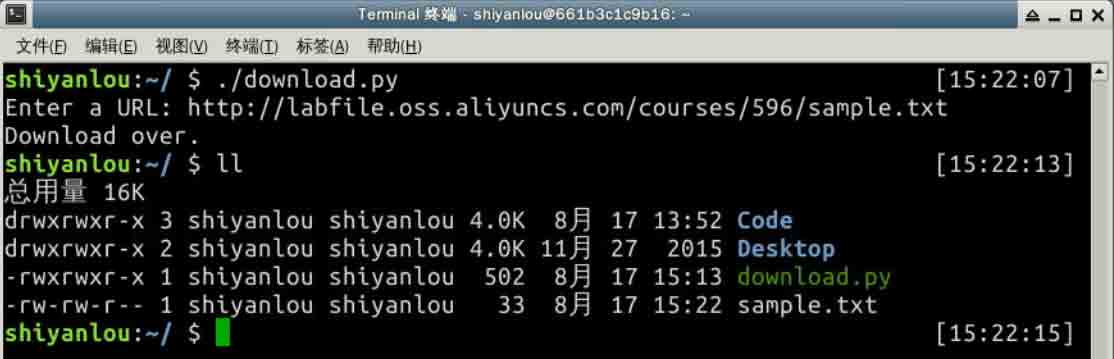 Terminal 终端 - shiyanlou@661b3c1c9b16: ~
文件(F) 编辑(E) 视图(V) 终端(T) 标签(A) 帮助(H)
shiyanlou:~/ $ ./download.py [15:22:07]
Enter a URL: http://labfile.oss.aliyuncs.com/courses/596/sample.txt
Download over.
shiyanlou:~/ $ ll [15:22:13]
总用量 16K
drwxrwxr-x 3 shiyanlou shiyanlou 4.0K 8月 17 13:52 Code
drwxrwxr-x 2 shiyanlou shiyanlou 4.0K 11月 27 2015 Desktop
-rwxrwxr-x 1 shiyanlou shiyanlou 502 8月 17 15:13 download.py
-rw-rw-r-- 1 shiyanlou shiyanlou 33 8月 17 15:22 sample.txt
shiyanlou:~/ $ [15:22:15]